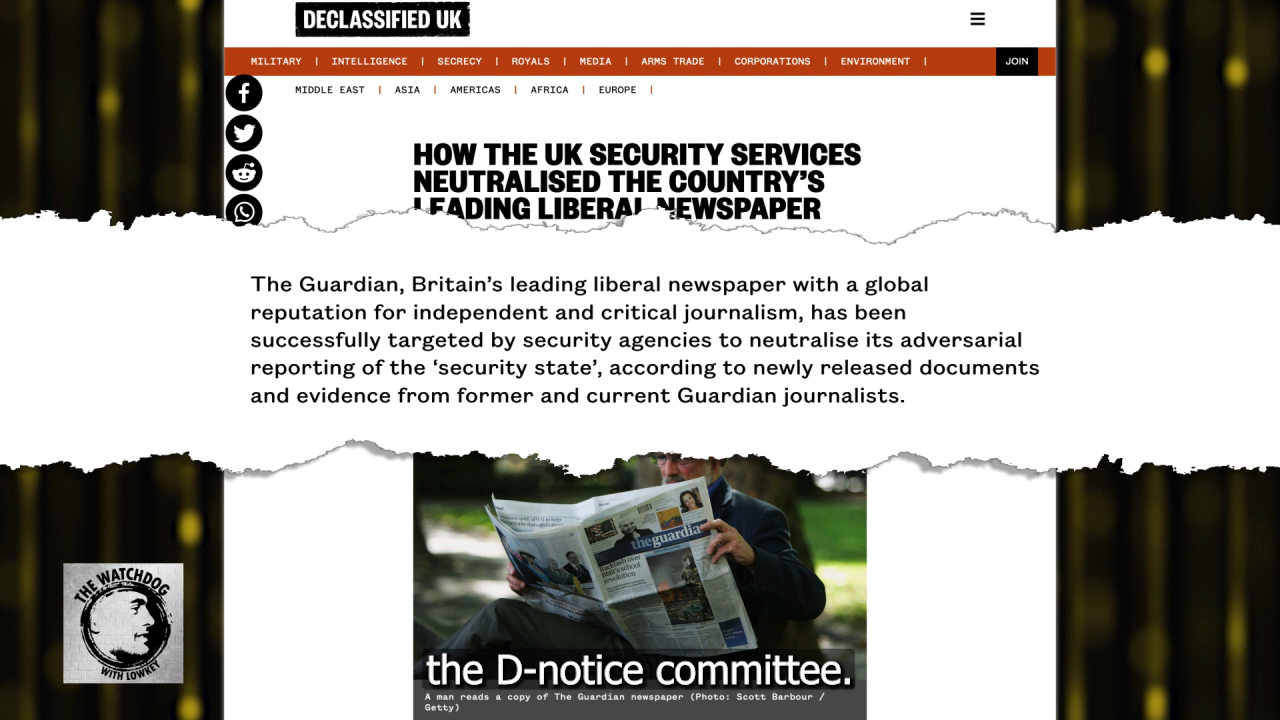 DECLASSIFIED UK
MILITARY | INTELLIGENCE | SECRECY | ROYALS | MEDIA | ARMS TRADE | CORPORATIONS | ENVIRONMENT |
JOIN
MIDDLE EAST | ASIA | AMERICAS | AFRICA | EUROPE |
HOW THE UK SECURITY SERVICES
NEUTRALISED THE COUNTRY’S
LEADING LIBERAL NEWSPAPER
The Guardian, Britain’s leading liberal newspaper with a global
reputation for independent and critical journalism, has been
successfully targeted by security agencies to neutralise its adversarial
reporting of the ‘security state’, according to newly released documents
and evidence from former and current Guardian journalists.
theguardian
school
revolution
THE WATCHDOG
WITH LOWKEY
the D-notice committee.
A man reads a copy of The Guardian newspaper (Photo: Scott Barbour /
Getty)